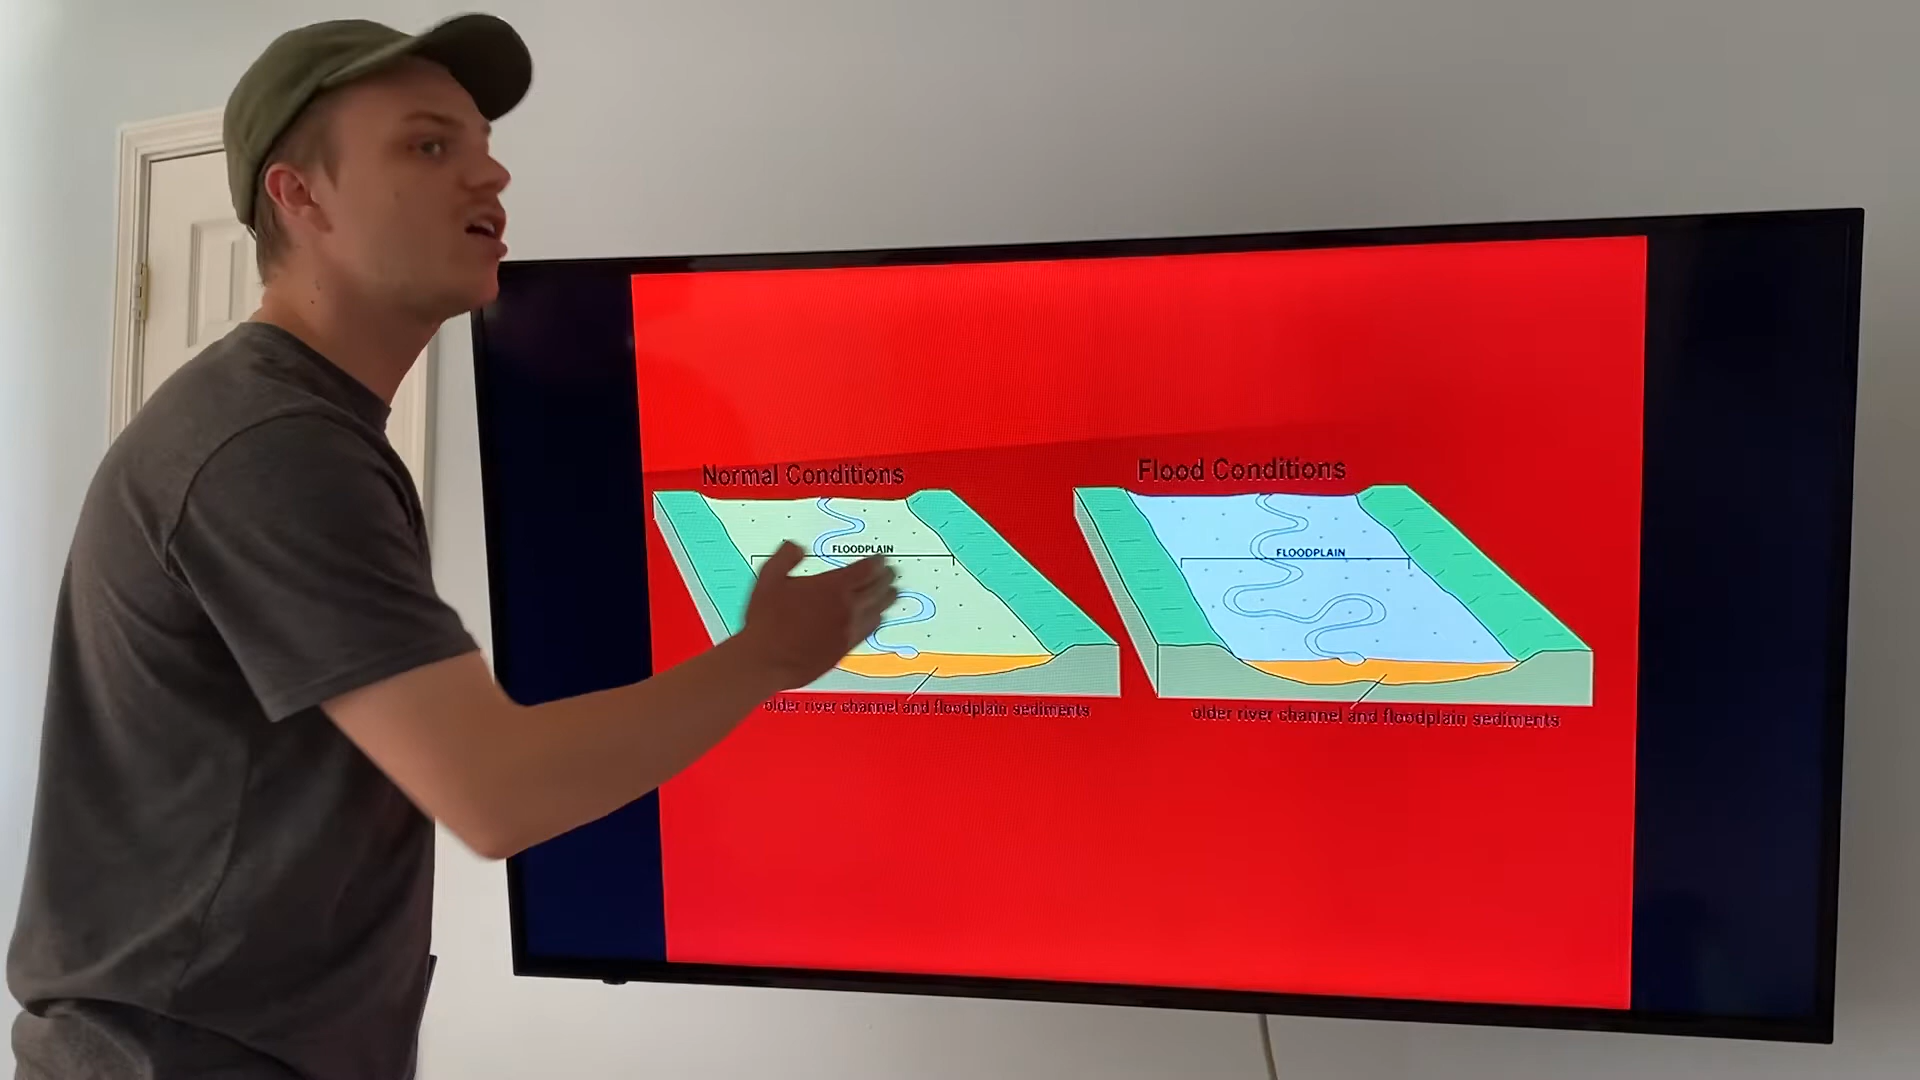 Normal Conditions
Flood Conditions
FLOODPLAIN
FLOODPLAIN
older river channel and floodplain sediments
older river channel and floodplain sediments